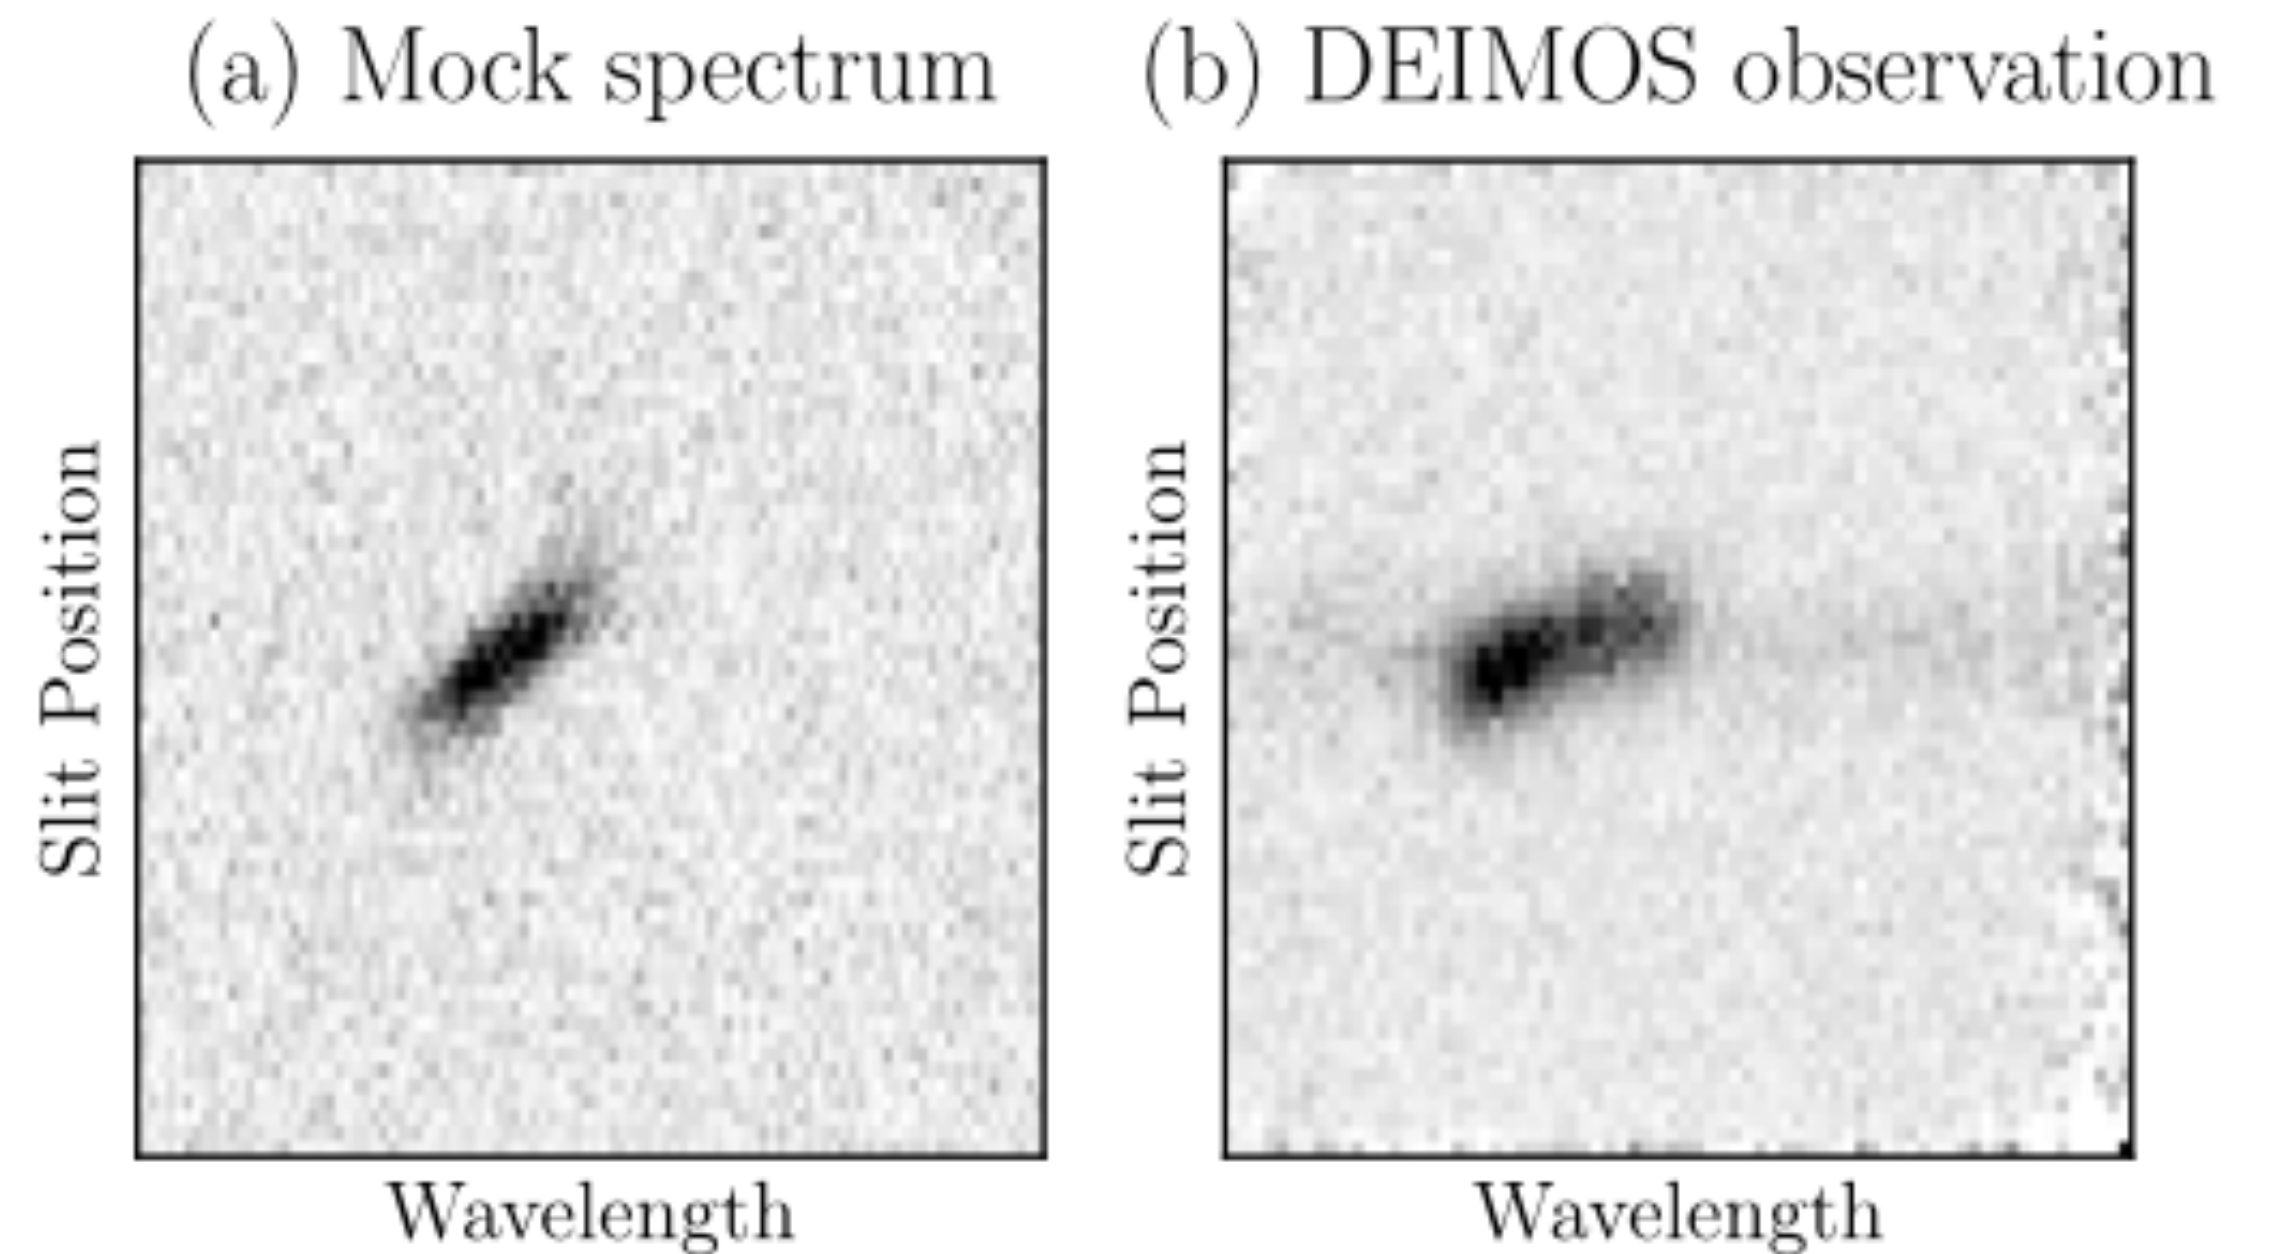 (a) Mock spectrum
(b) DEIMOS observation
Slit Position
Slit Position
Wavelength
Wavelength